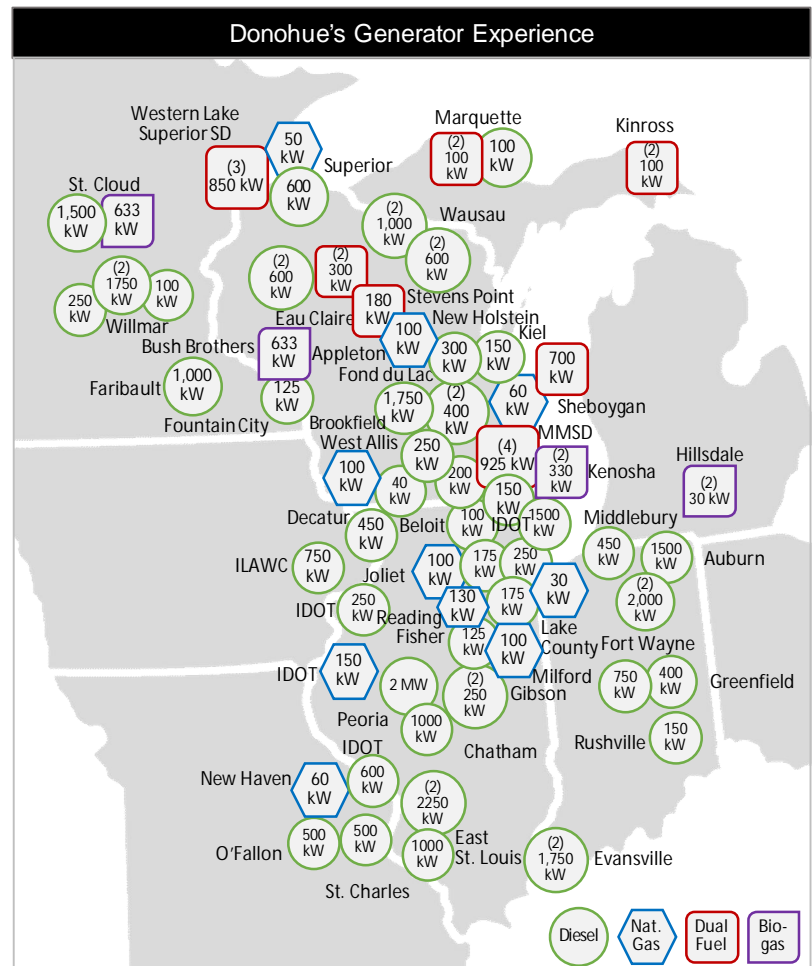 Donohue's Generator Experience
Western Lake
Superior SD
50
kW
Superior
(3)
850 kW
600
kW
Marquette
(2)
100
kW
100
kW
Kinross
(2)
100
kW
St. Cloud
1,500
kW
633
kW
(2)
1,000
kW
Wausau
(2)
600
kW
(2)
1750
kW
250
kW
100
kW
Willmar
(2)
600
kW
(2)
300
kW
Eau Claire
180
kW
Stevens Point
New Holstein
100
kW
300
kW
150
kW
Kiel
700
kW
Bush Brothers
633
kW
Appleton
Fond du Lac
Faribault
1,000
kW
125
kW
Fountain City
1,750
kW
(2)
400
kW
60
kW
Sheboygan
Brookfield
West Allis
250
kW
(4)
925 kW
MMSD
(2)
330
kW
Kenosha
Hillsdale
(2)
30 kW
100
kW
40
kW
200
kW
150
kW
Decatur
450
kW
Beloit
100
kW
IDOT
1500
kW
Middlebury
450
kW
1500
kW
Auburn
ILAWC
750
kW
Joliet
100
kW
175
kW
250
kW
30
kW
(2)
2,000
kW
Fort Wayne
IDOT
250
kW
Reading
Fisher
130
kW
175
kW
Lake
County
125
kW
100
kW
Milford
IDOT
150
kW
2 MW
(2)
250
kW
Gibson
750
kW
400
kW
Greenfield
Peoria
1000
kW
Chatham
Rushville
150
kW
IDOT
New Haven
60
kW
600
kW
(2)
2250
kW
O'Fallon
500
kW
500
kW
1000
kW
East
St. Louis
(2)
1,750
kW
Evansville
St. Charles
Diesel
Nat.
Gas
Dual
Fuel
Bio-
gas